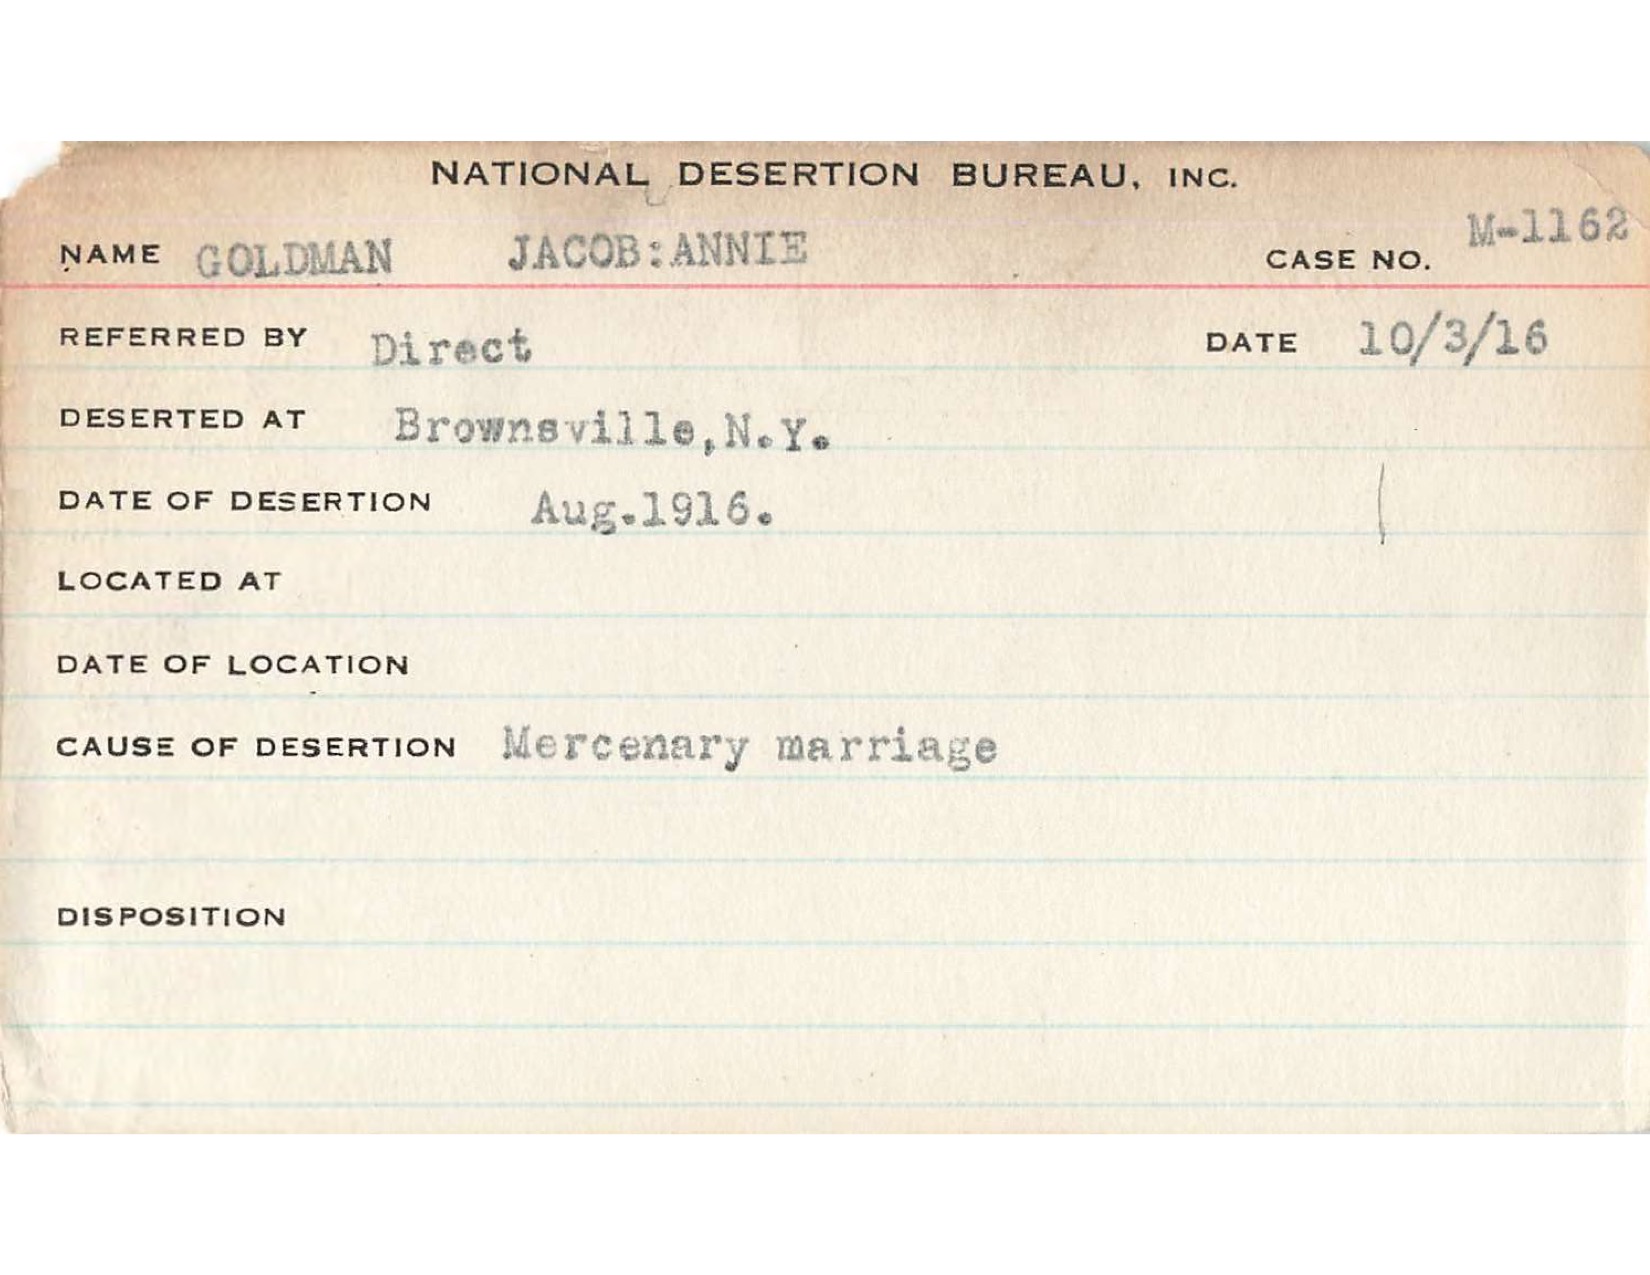 NATIONAL DESERTION BUREAU, INC.
NAME GOLDMAN JACOB:ANNIE CASE NO. M-1162
REFERRED BY Direct DATE 10/3/16
DESERTED AT Brownsville,N.Y.
DATE OF DESERTION Aug.1916.
LOCATED AT
DATE OF LOCATION
CAUSE OF DESERTION Mercenary marriage
DISPOSITION